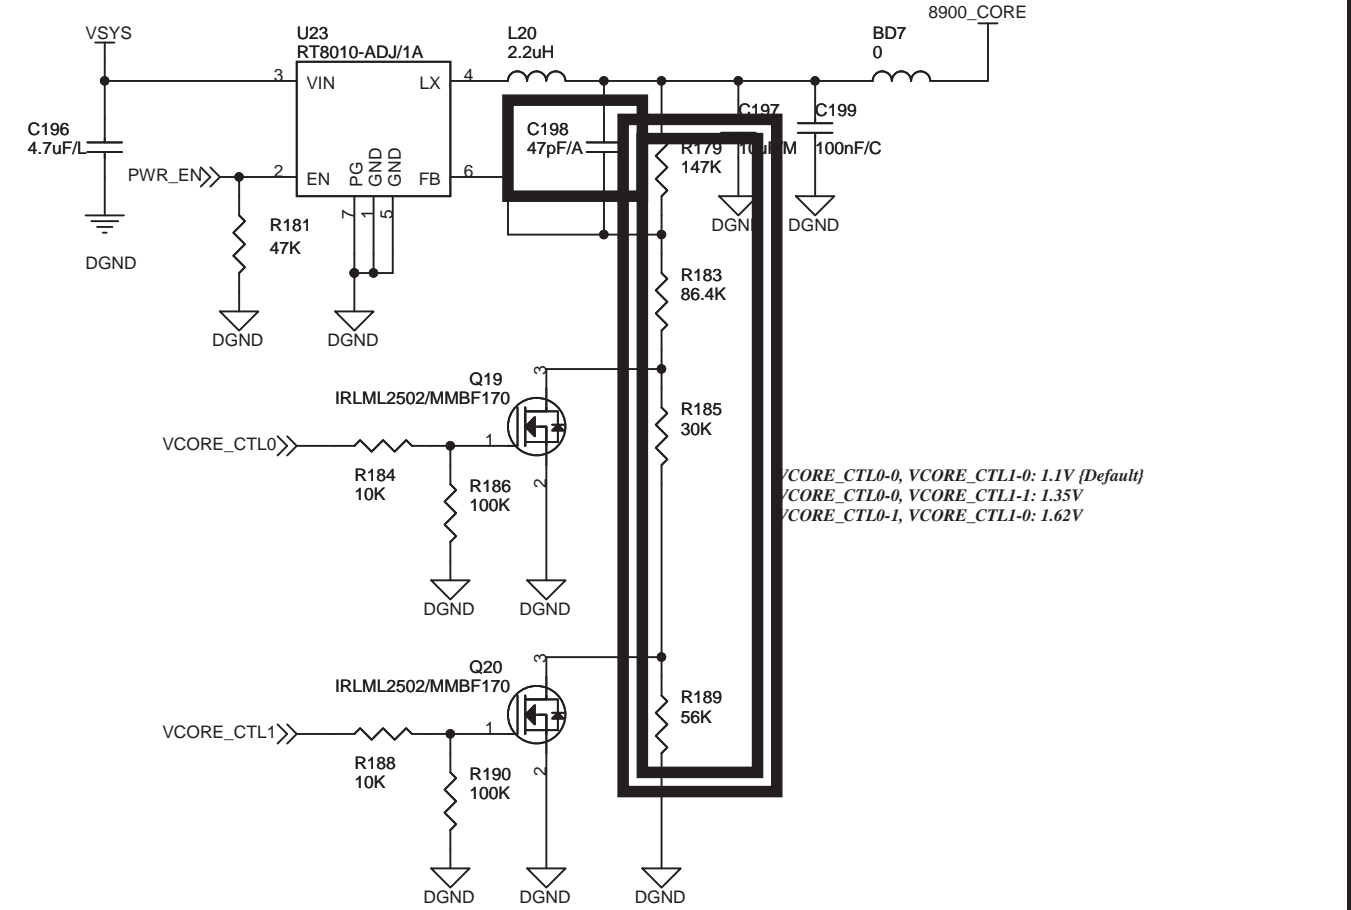 8900_CORE
VSYS
U23
RT8010-ADJ/1A
L20
2.2uH
BD7
0
3
VIN
LX
4
C196
4.7uF/L
C198
47pF/A
C197
10uF/M
C199
100nF/C
R179
147K
PWR_EN
2
EN
PG
GND
GND
FB
6
7
1
5
R181
47K
DGND
DGND
DGND
DGND
DGND
R183
86.4K
Q19
IRLML2502/MMBF170
3
VCORE_CTL0
1
R184
10K
R186
100K
2
R185
30K
VCORE_CTL0-0, VCORE_CTL1-0: 1.1V {Default}
VCORE_CTL0-0, VCORE_CTL1-1: 1.35V
VCORE_CTL0-1, VCORE_CTL1-0: 1.62V
DGND
DGND
Q20
IRLML2502/MMBF170
3
VCORE_CTL1
1
R188
10K
R190
100K
2
R189
56K
DGND
DGND
DGND